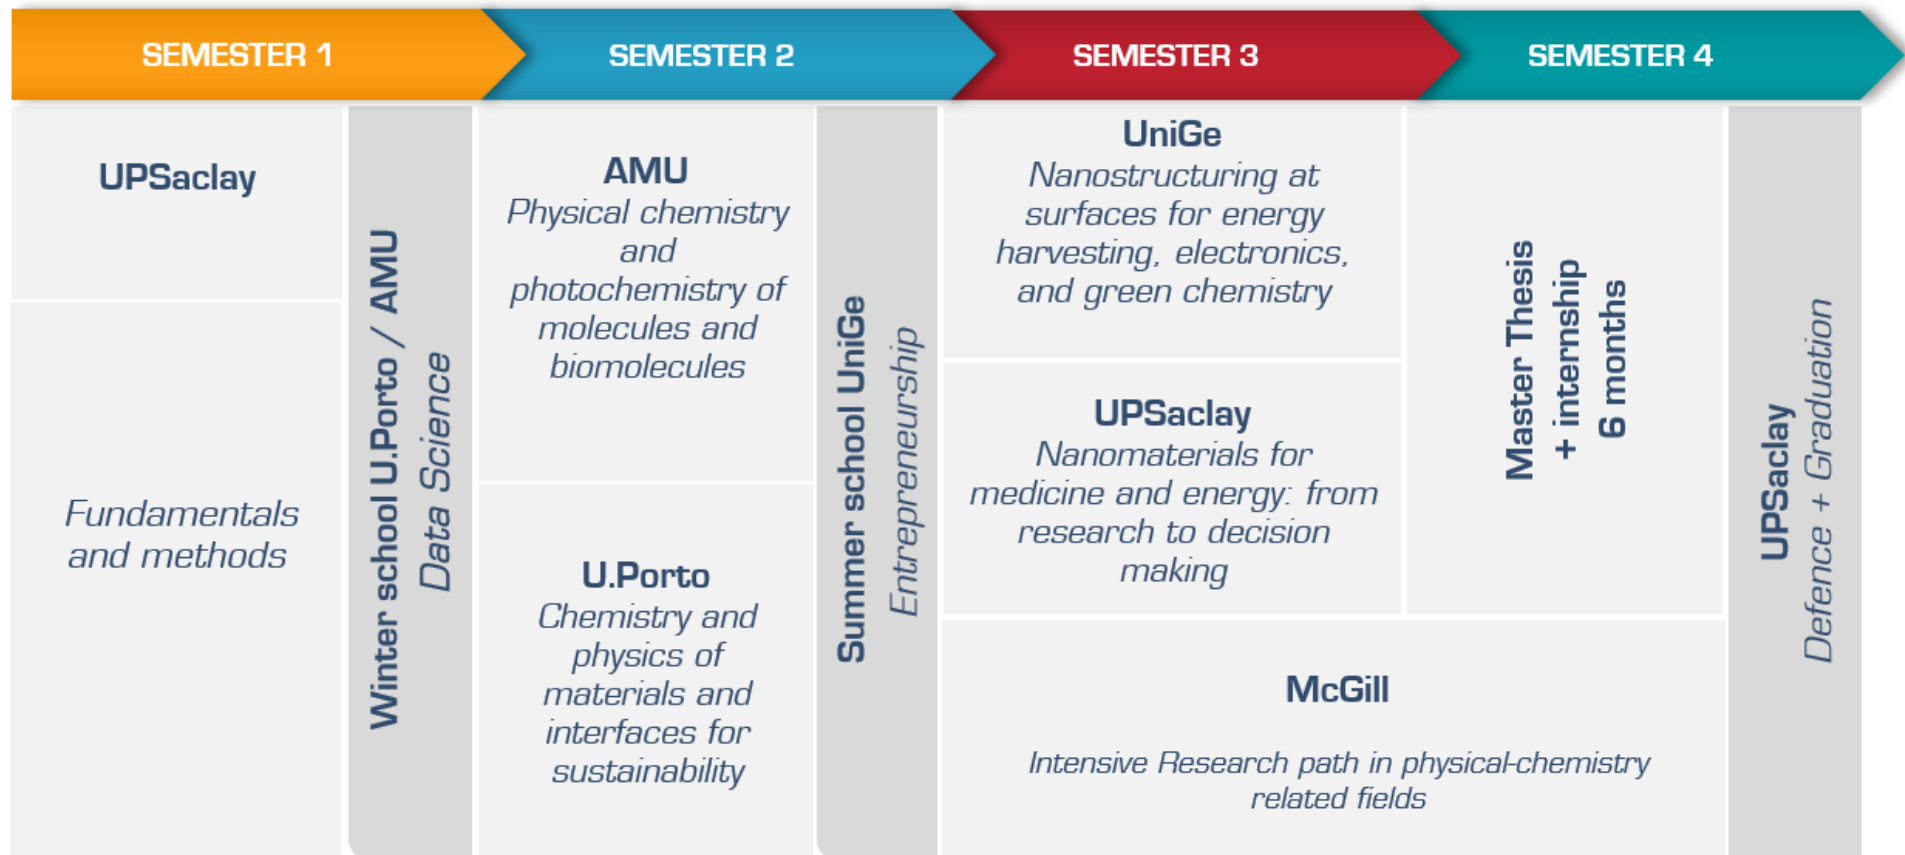 SEMESTER 1
SEMESTER 2
SEMESTER 3
SEMESTER 4
UPSaclay
Fundamentals
and methods
Winter school U.Porto / AMU
Data Science
AMU
Physical chemistry
and
photochemistry of
molecules and
biomolecules
U.Porto
Chemistry and
physics of
materials and
interfaces for
sustainability
Summer school UniGe
Entrepreneurship
UniGe
Nanostructuring at
surfaces for energy
harvesting, electronics,
and green chemistry
UPSaclay
Nanomaterials for
medicine and energy: from
research to decision
making
Master Thesis
+ internship
6 months
McGill
Intensive Research path in physical-chemistry
related fields
UPSaclay
Defence + Graduation